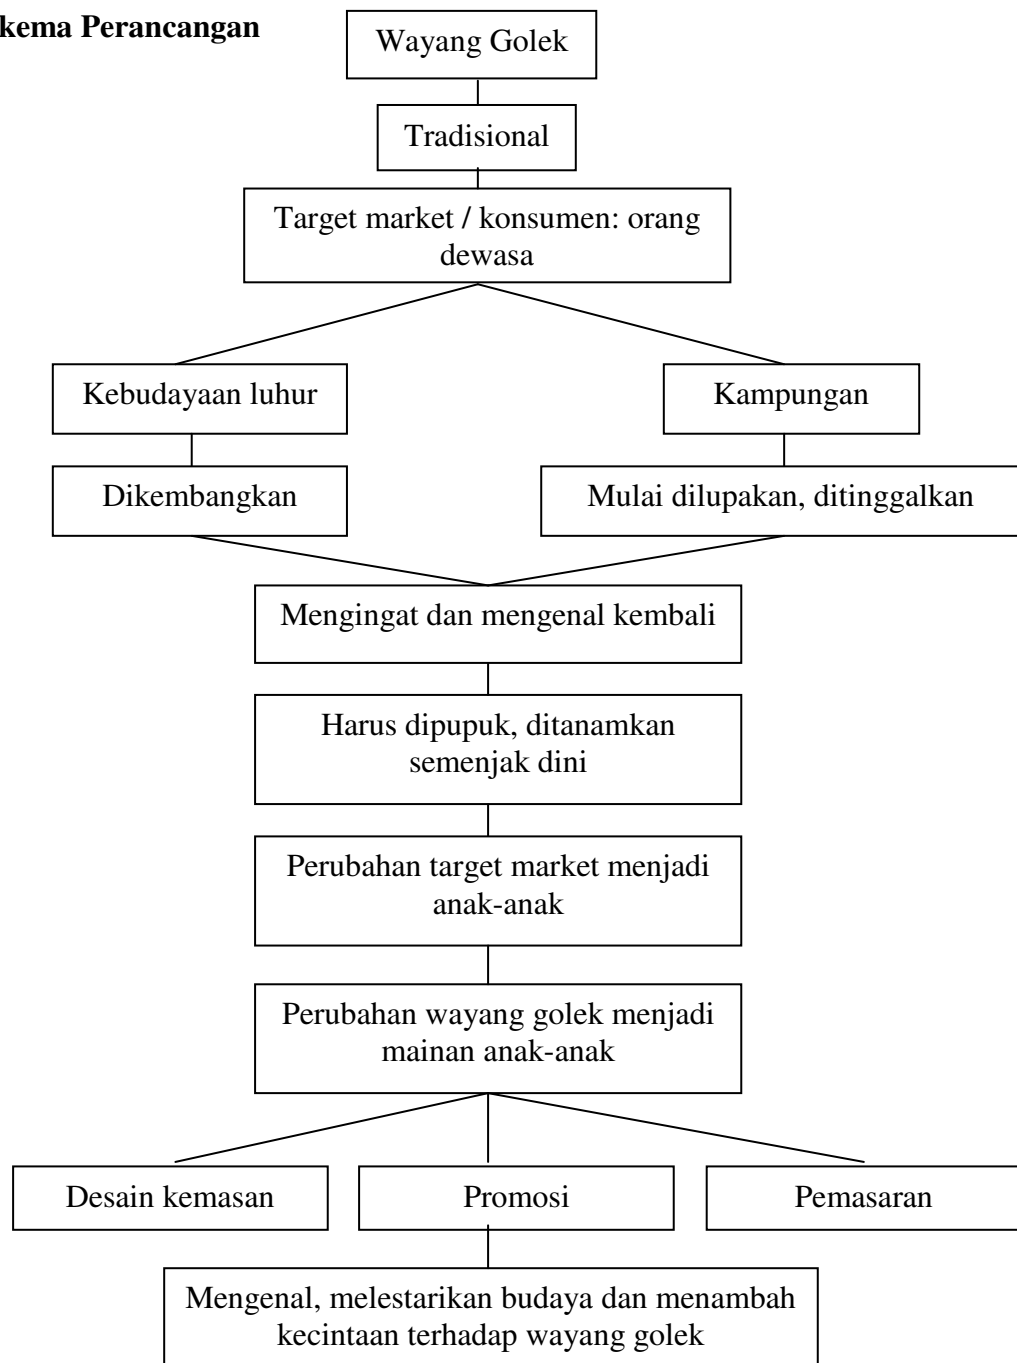 kema Perancangan
Wayang Golek
Tradisional
Target market / konsumen: orang
dewasa
Kebudayaan luhur
Kampungan
Dikembangkan
Mulai dilupakan, ditinggalkan
Mengingat dan mengenal kembali
Harus dipupuk, ditanamkan
semenjak dini
Perubahan target market menjadi
anak-anak
Perubahan wayang golek menjadi
mainan anak-anak
Desain kemasan
Promosi
Pemasaran
Mengenal, melestarikan budaya dan menambah
kecintaan terhadap wayang golek